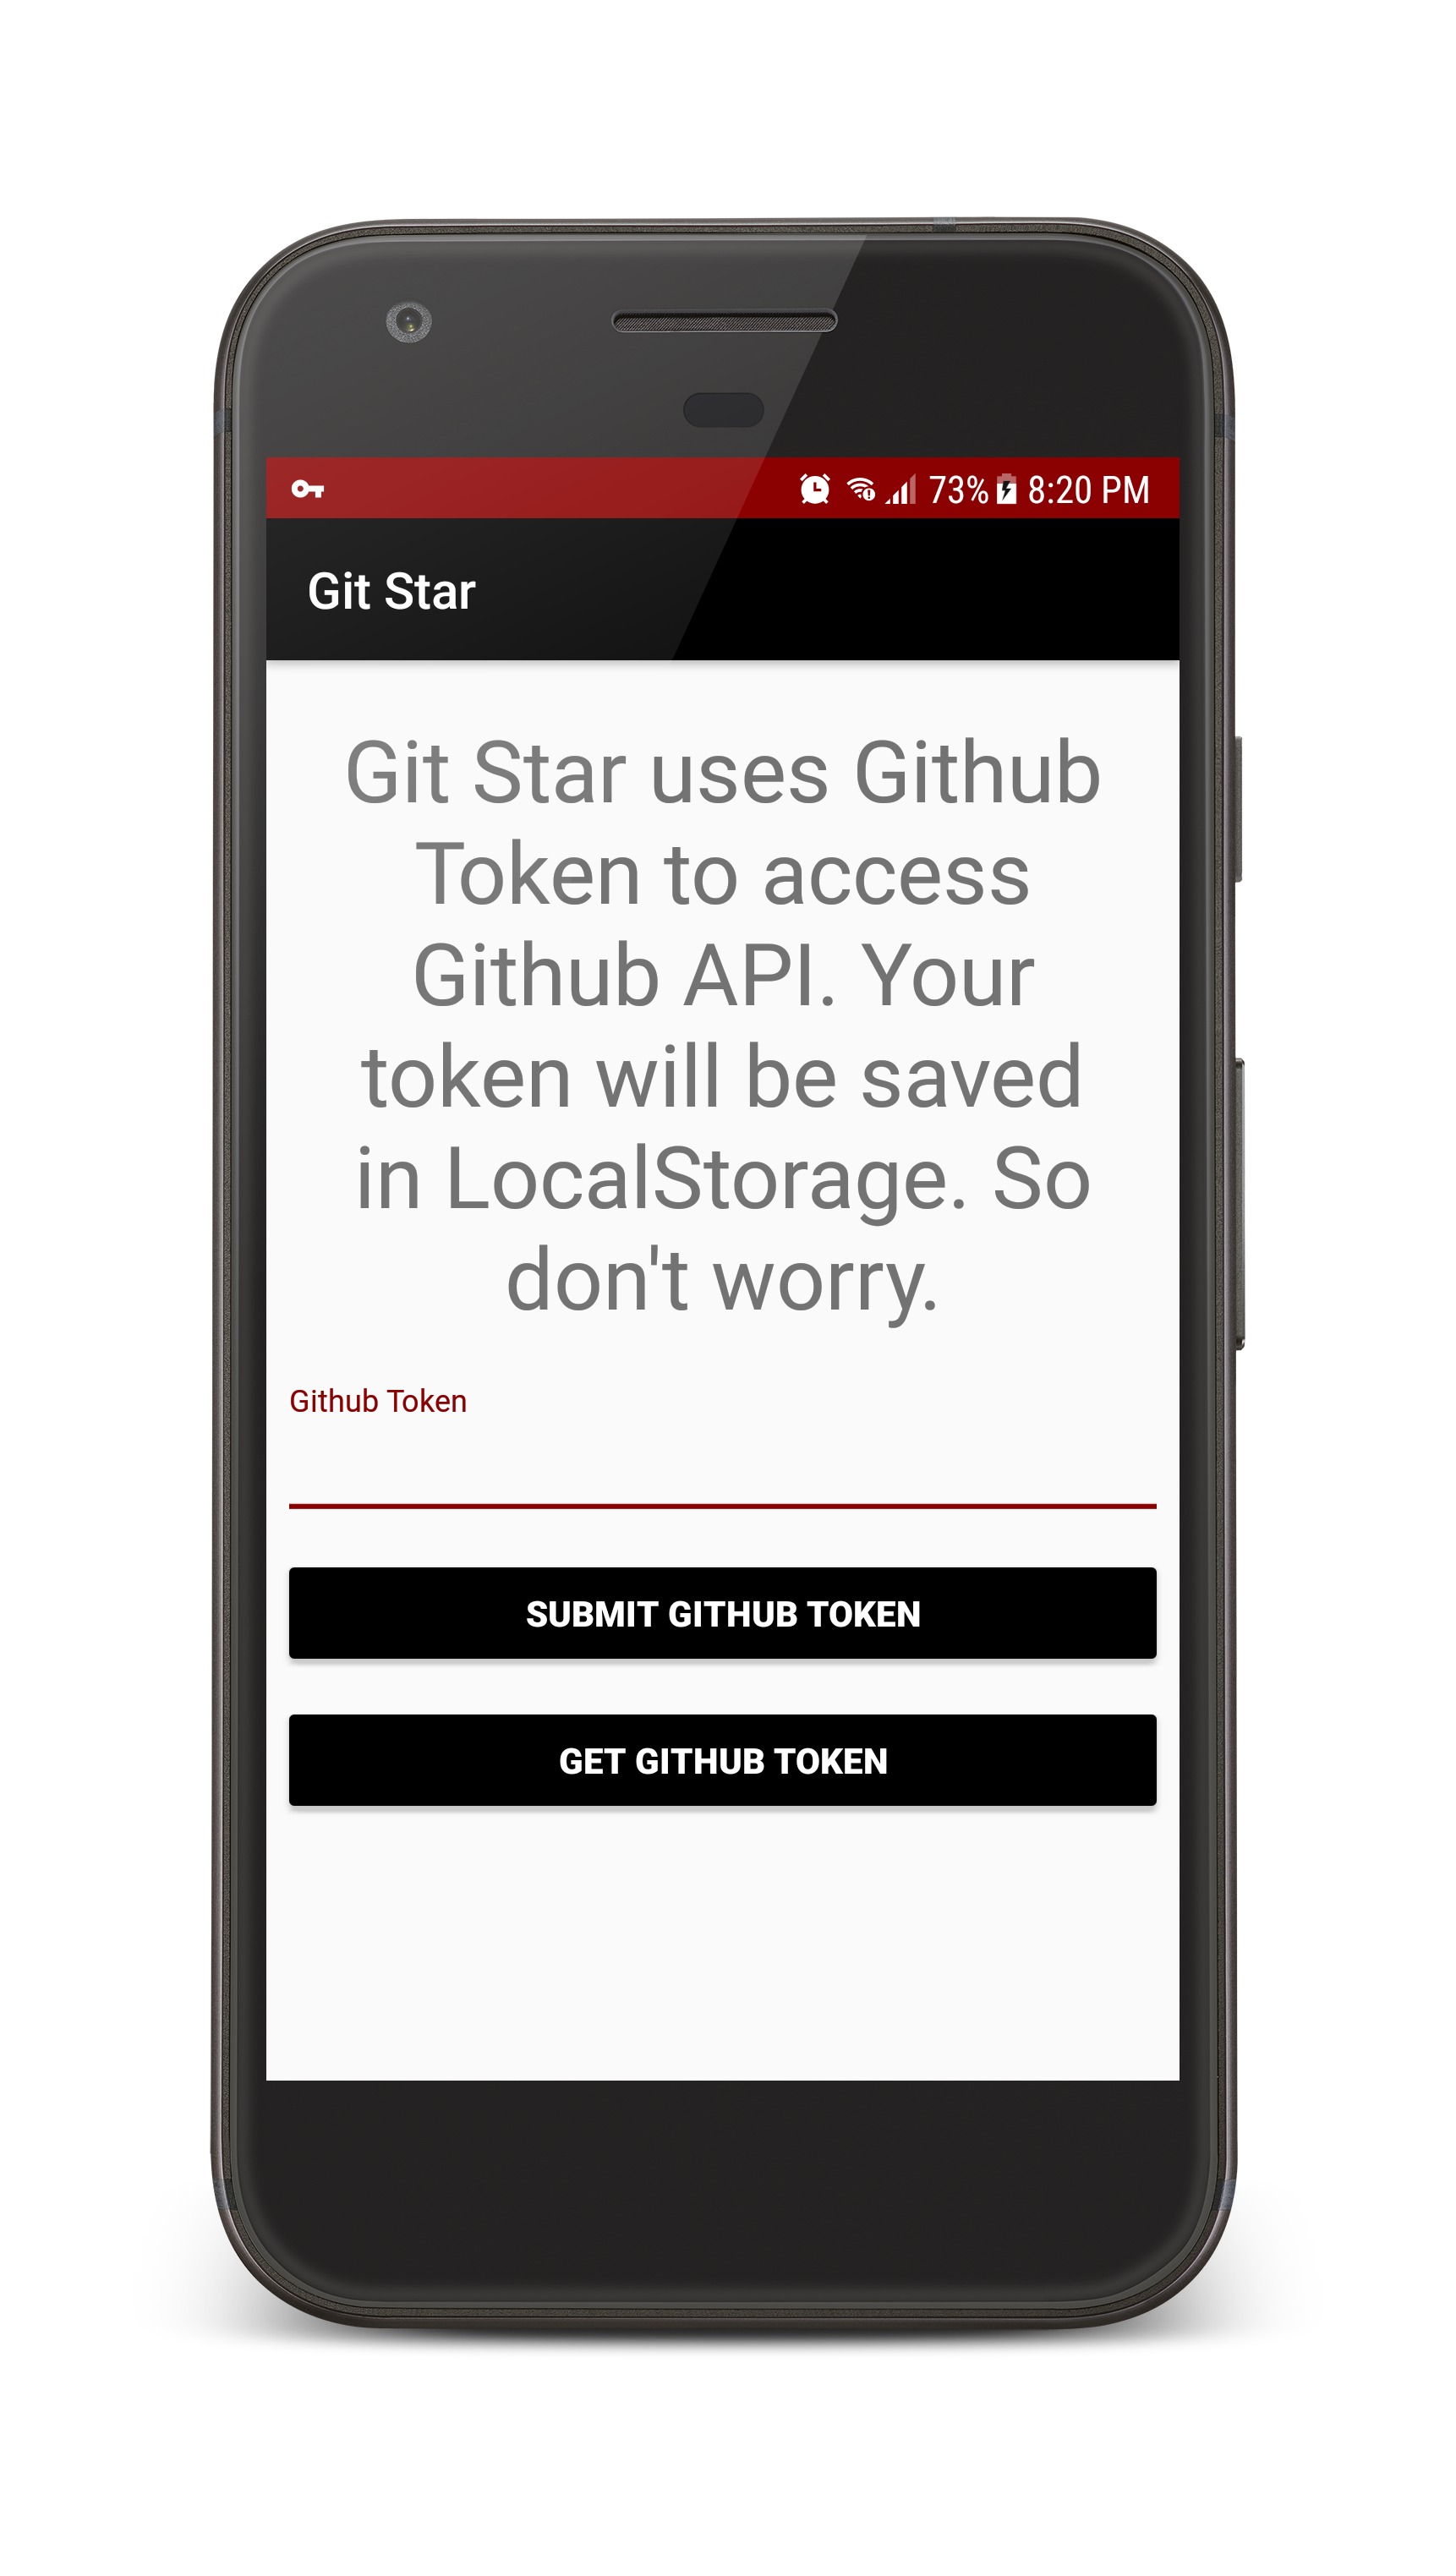 73% 8:20 PM
Git Star
Git Star uses Github
Token to access
Github API. Your
token will be saved
in LocalStorage. So
don't worry.
Github Token
SUBMIT GITHUB TOKEN
GET GITHUB TOKEN